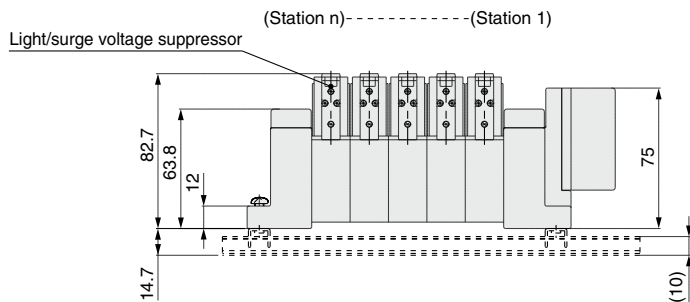 (Station n)
(Station 1)
Light/surge voltage suppressor
82.7
63.8
12
75
14.7
(10)